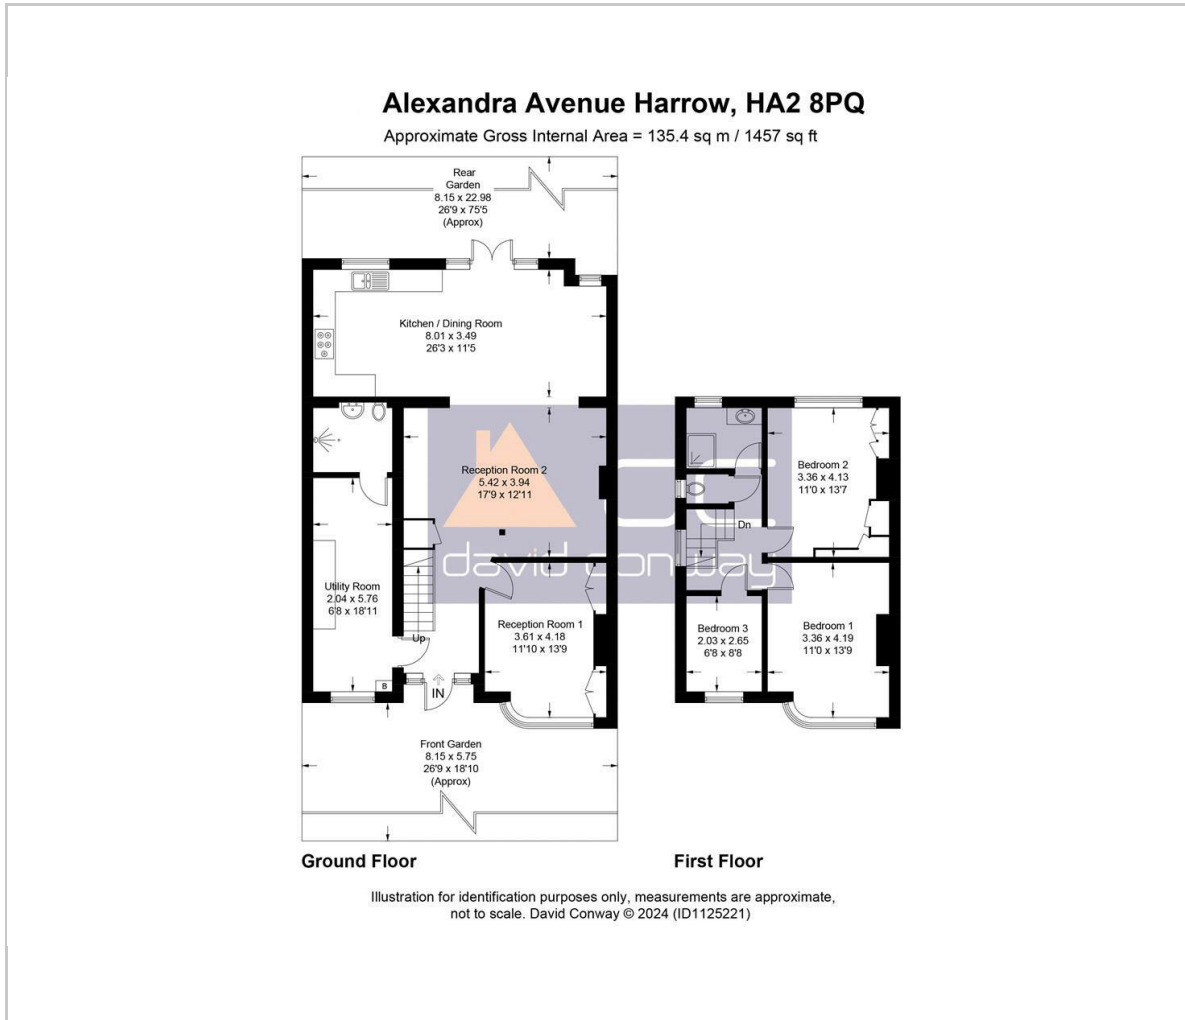 Alexandra Avenue Harrow, HA2 8PQ
Approximate Gross Internal Area = 135.4 sq m / 1457 sq ft
Rear
Garden
8.15 x 22.98
26'9 x 75'5
(Approx)
Kitchen / Dining Room
8.01 x 3.49
26'3 x 11'5
Reception Room 2
5.42 x 3.94
17'9 x 12'11
dc
david conway
Utility Room
2.04 x 5.76
6'8 x 18'11
Up
B
IN
Reception Room 1
3.61 x 4.18
11'10 x 13'9
Front Garden
8.15 x 5.75
26'9 x 18'10
(Approx)
Ground Floor
Bedroom 2
3.36 x 4.13
11'0 x 13'7
Dn
Bedroom 3
2.03 x 2.65
6'8 x 8'8
Bedroom 1
3.36 x 4.19
11'0 x 13'9
First Floor
Illustration for identification purposes only, measurements are approximate,
not to scale. David Conway © 2024 (ID1125221)